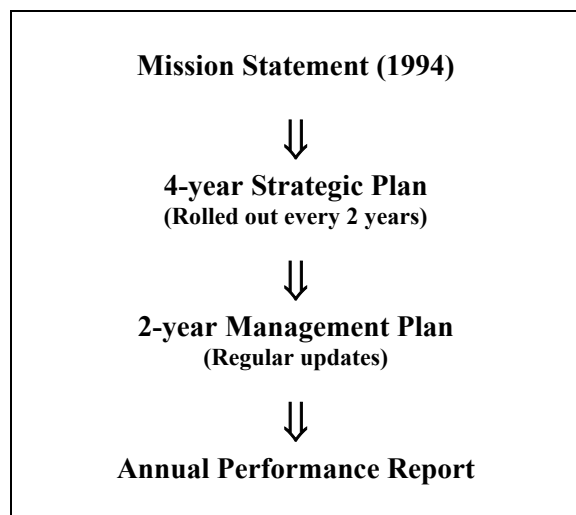 Mission Statement (1994)
⇓
4-year Strategic Plan
(Rolled out every 2 years)
⇓
2-year Management Plan
(Regular updates)
⇓
Annual Performance Report